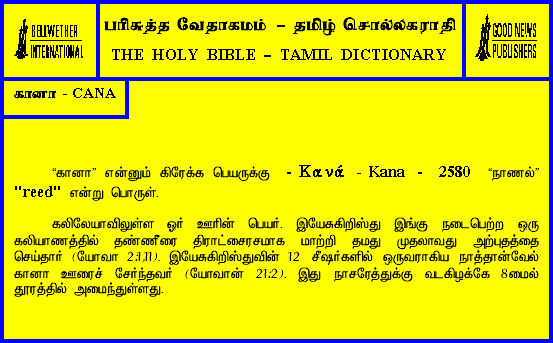 BELLWETHER
INTERNATIONAL
பரிசுத்த வேதாகமம் – தமிழ் சொல்லகராதி
THE HOLY BIBLE – TAMIL DICTIONARY
GOOD NEWS
PUBLISHERS
கானா - CANA
“கானா” என்னும் கிரேக்க பெயருக்கு - Κανά - Kana - 2580 “நாணல்”
"reed" என்று பொருள்.
கலிலேயாவிலுள்ள ஓர் ஊரின் பெயர். இயேசுகிறிஸ்து இங்கு நடைபெற்ற ஒரு
கலியாணத்தில் தண்ணீரை திராட்சைரசமாக மாற்றி தமது முதலாவது அற்புதத்தை
செய்தார் (யோவா 2:1,11). இயேசுகிறிஸ்துவின் 12 சீஷர்களில் ஒருவராகிய நாத்தான்வேல்
கானா ஊரைச் சேர்ந்தவர் (யோவான் 21:2). இது நாசரேத்துக்கு வடகிழக்கே 8மைல்
தூரத்தில் அமைந்துள்ளது.